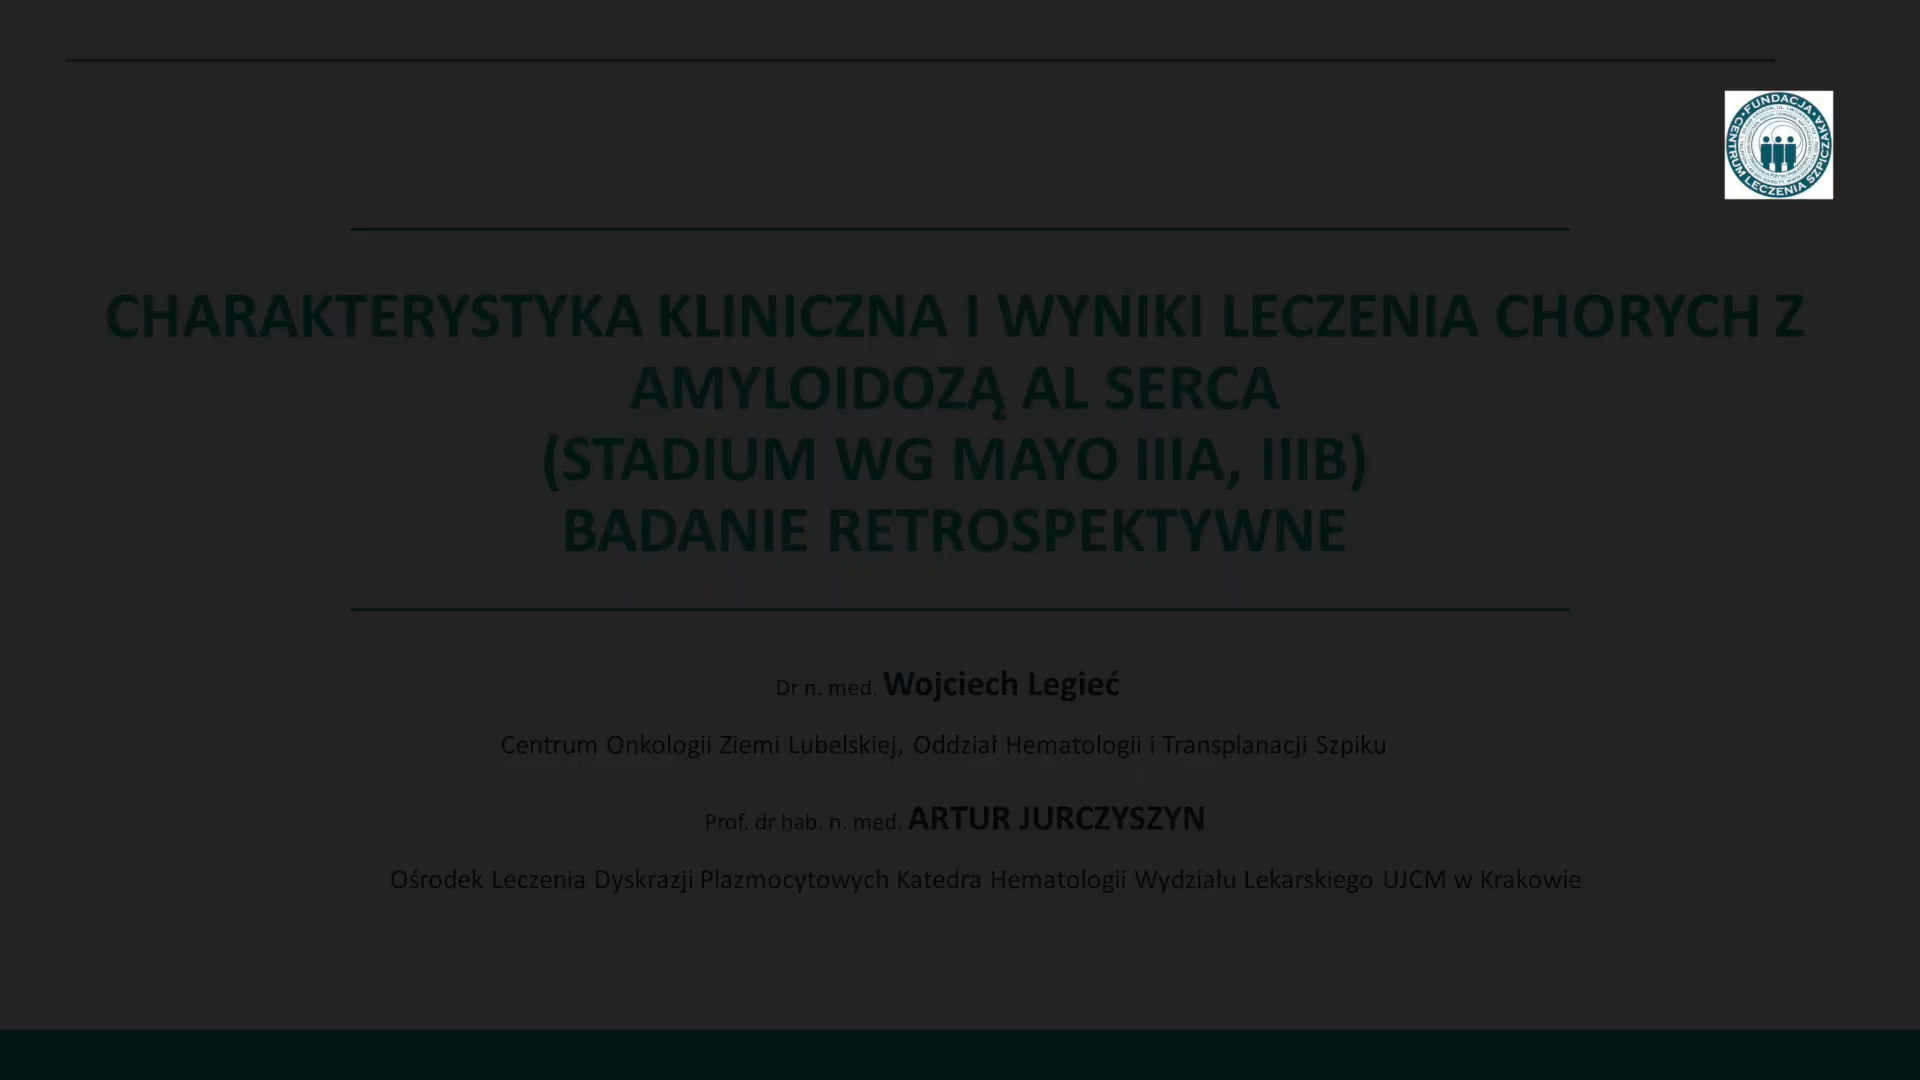 FUNDACJA
CENTRUM LECZENIA SZPICZAKA
CHARAKTERYSTYKA KLINICZNA I WYNIKI LECZENIA CHORYCH Z
AMYLOIDOZĄ AL SERCA
(STADIUM WG MAYO IIIA, IIIB)
BADANIE RETROSPEKTYWNE
Dr n. med. Wojciech Legieć
Centrum Onkologii Ziemi Lubelskiej, Oddział Hematologii i Transplanacji Szpiku
Prof. dr hab. n. med. ARTUR JURCZYSZYN
Ośrodek Leczenia Dyskrazji Plazmocytowych Katedra Hematologii Wydziału Lekarskiego UJCM w Krakowie